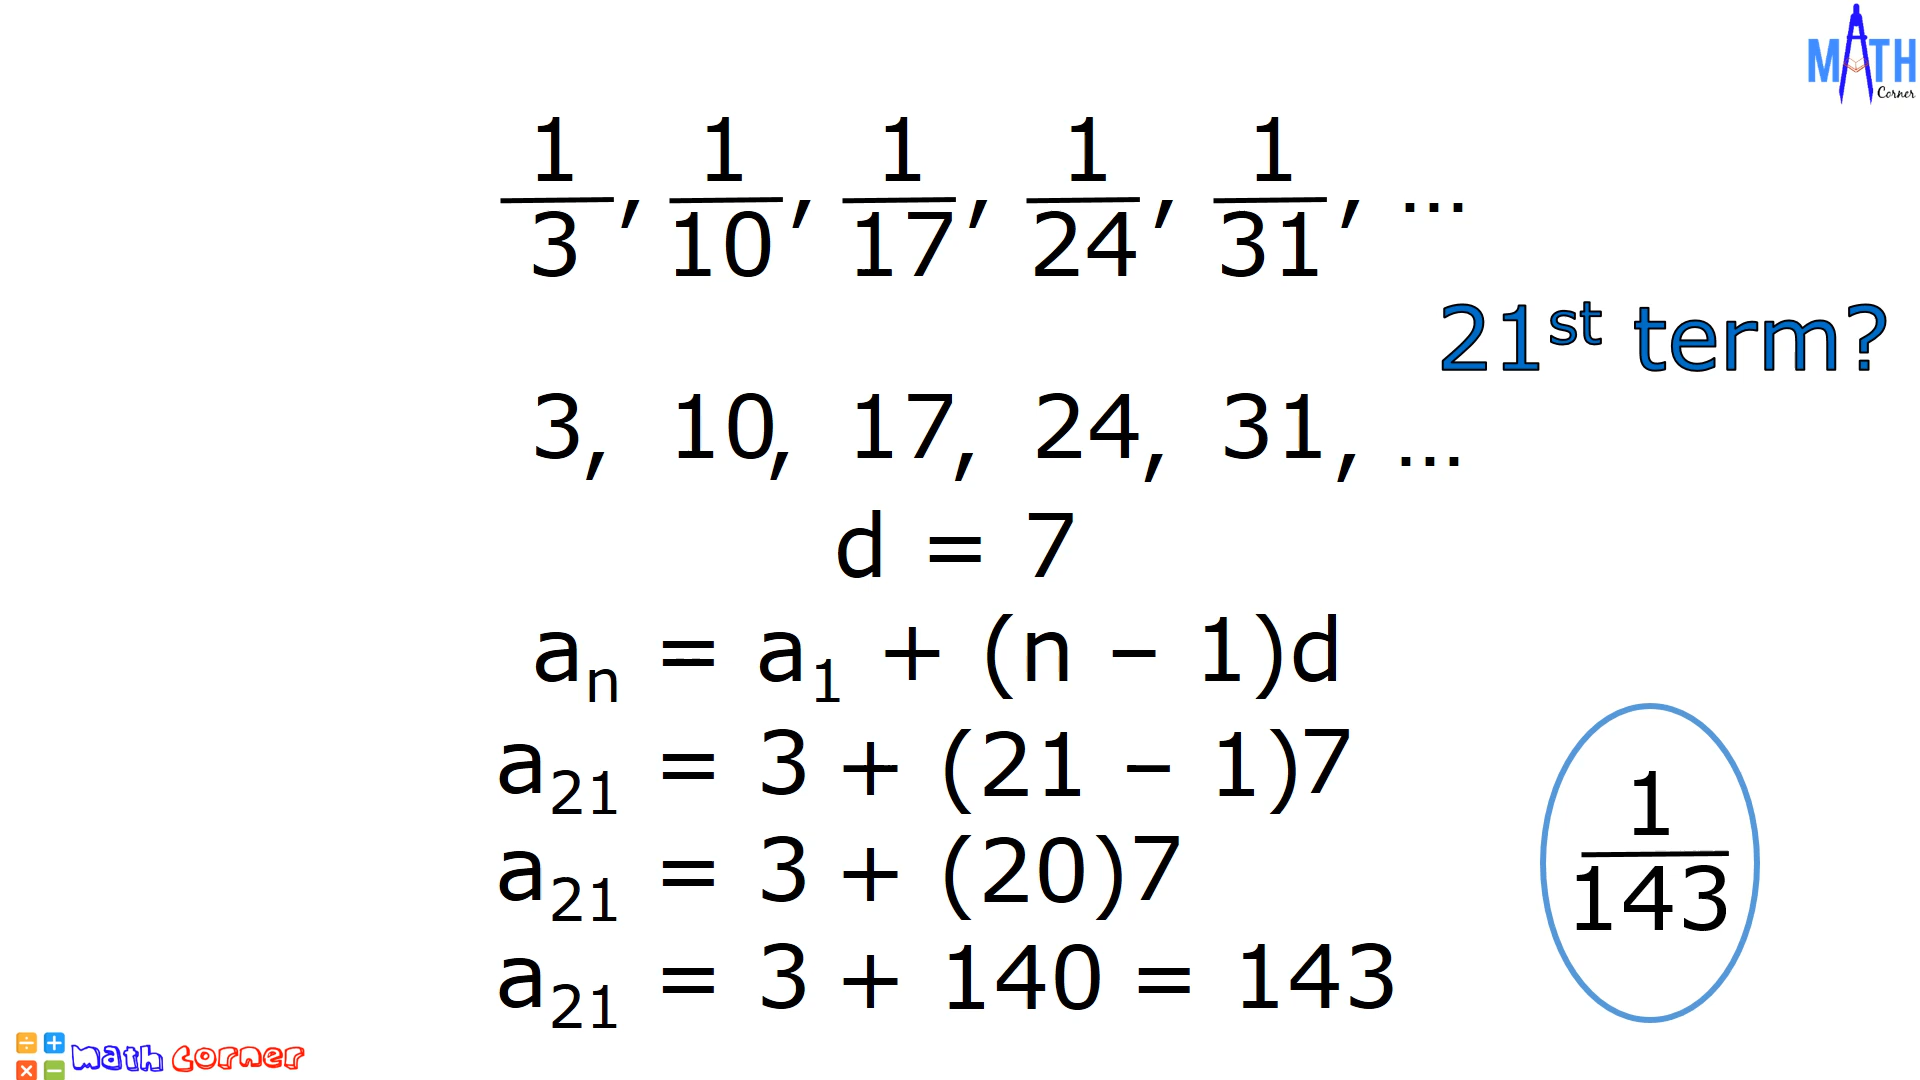 MATH
Corner
1/3, 1/10, 1/17, 1/24, 1/31, ...
21st term?
3, 10, 17, 24, 31, ...
d = 7
aₙ = a₁ + (n – 1)d
a₂₁ = 3 + (21 – 1)7
a₂₁ = 3 + (20)7
a₂₁ = 3 + 140 = 143
1/143
÷ + × − math corner